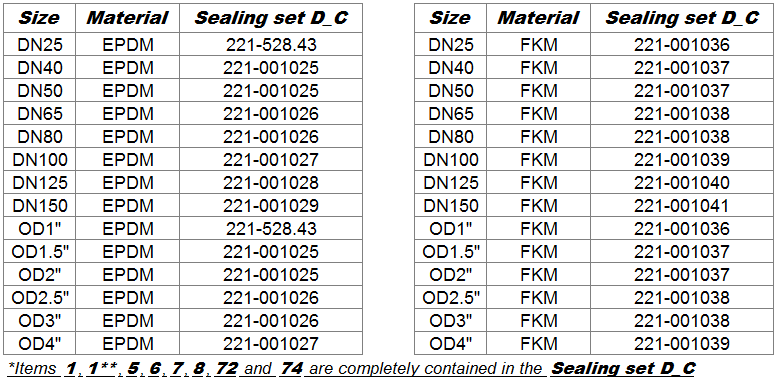 Size Material Sealing set D_C Size Material Sealing set D_C
DN25 EPDM 221-528.43 DN25 FKM 221-001036
DN40 EPDM 221-001025 DN40 FKM 221-001037
DN50 EPDM 221-001025 DN50 FKM 221-001037
DN65 EPDM 221-001026 DN65 FKM 221-001038
DN80 EPDM 221-001026 DN80 FKM 221-001038
DN100 EPDM 221-001027 DN100 FKM 221-001039
DN125 EPDM 221-001028 DN125 FKM 221-001040
DN150 EPDM 221-001029 DN150 FKM 221-001041
OD1" EPDM 221-528.43 OD1" FKM 221-001036
OD1.5" EPDM 221-001025 OD1.5" FKM 221-001037
OD2" EPDM 221-001025 OD2" FKM 221-001037
OD2.5" EPDM 221-001026 OD2.5" FKM 221-001038
OD3" EPDM 221-001026 OD3" FKM 221-001038
OD4" EPDM 221-001027 OD4" FKM 221-001039
*Items 1, 1**, 5, 6, 7, 8, 72 and 74 are completely contained in the Sealing set D_C